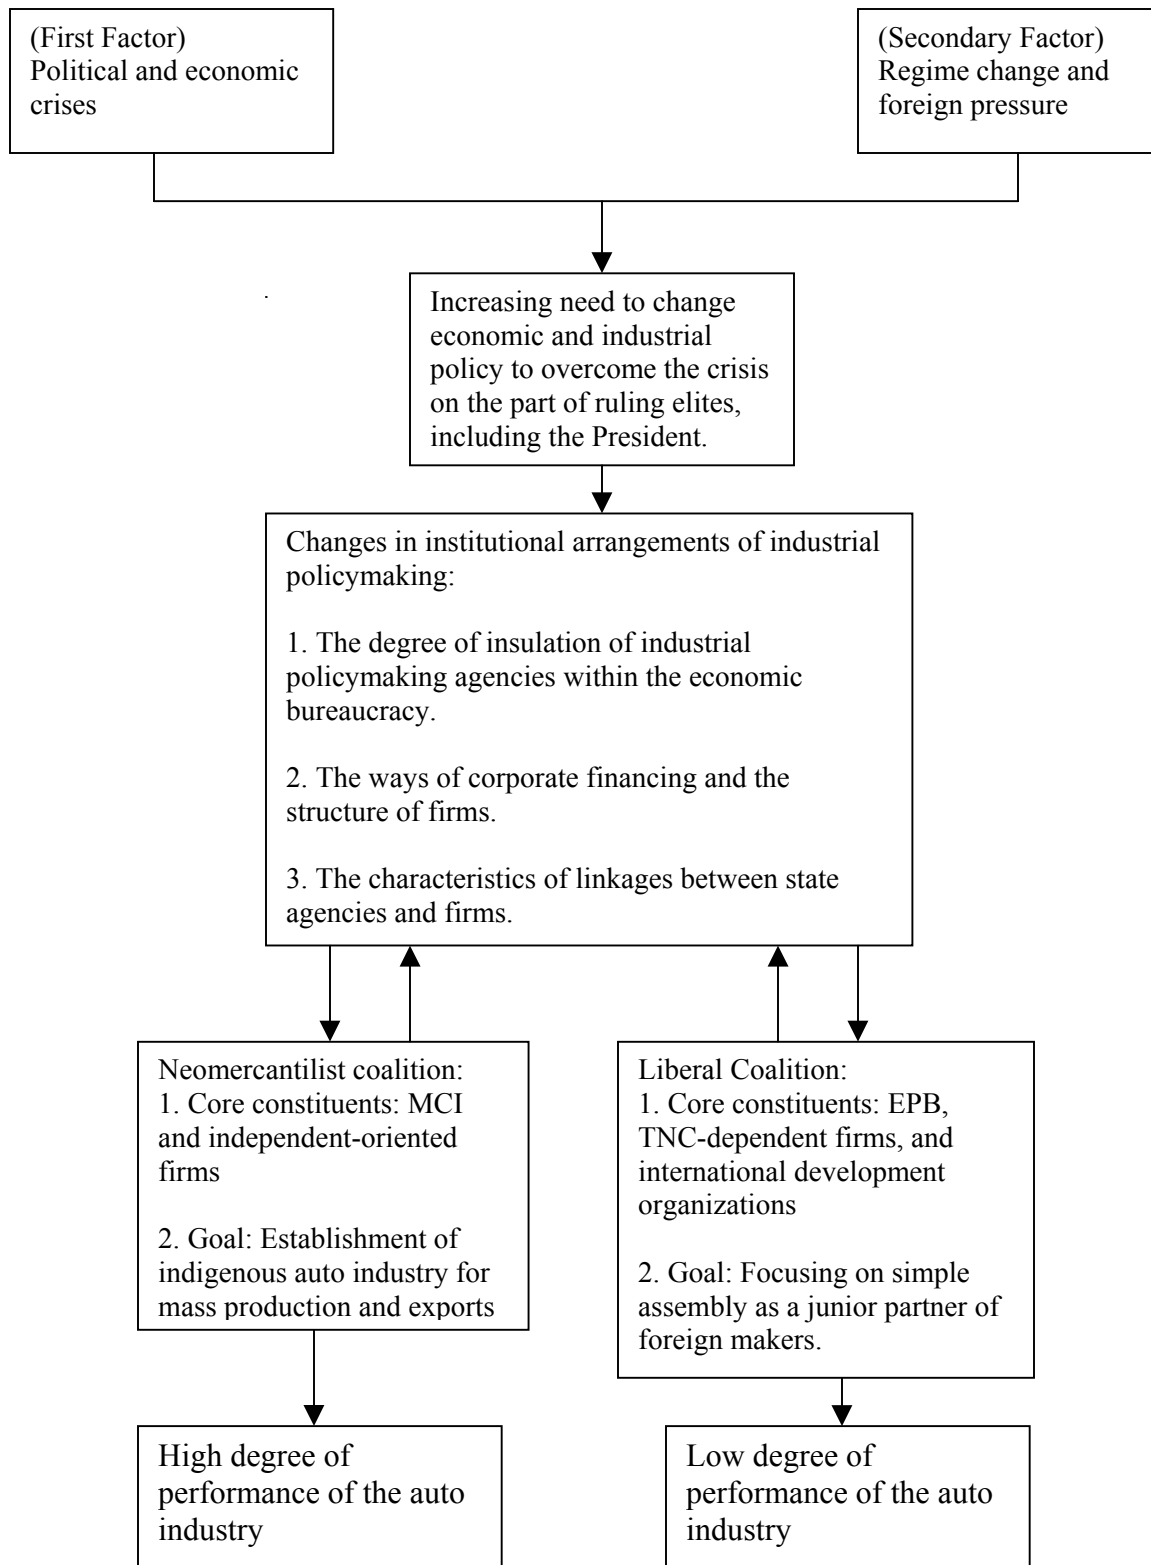 (First Factor)
Political and economic
crises
(Secondary Factor)
Regime change and
foreign pressure
Increasing need to change
economic and industrial
policy to overcome the crisis
on the part of ruling elites,
including the President.
Changes in institutional arrangements of industrial
policymaking:
1. The degree of insulation of industrial
policymaking agencies within the economic
bureaucracy.
2. The ways of corporate financing and the
structure of firms.
3. The characteristics of linkages between state
agencies and firms.
Neomercantilist coalition:
1. Core constituents: MCI
and independent-oriented
firms
2. Goal: Establishment of
indigenous auto industry for
mass production and exports
Liberal Coalition:
1. Core constituents: EPB,
TNC-dependent firms, and
international development
organizations
2. Goal: Focusing on simple
assembly as a junior partner of
foreign makers.
High degree of
performance of the auto
industry
Low degree of
performance of the auto
industry